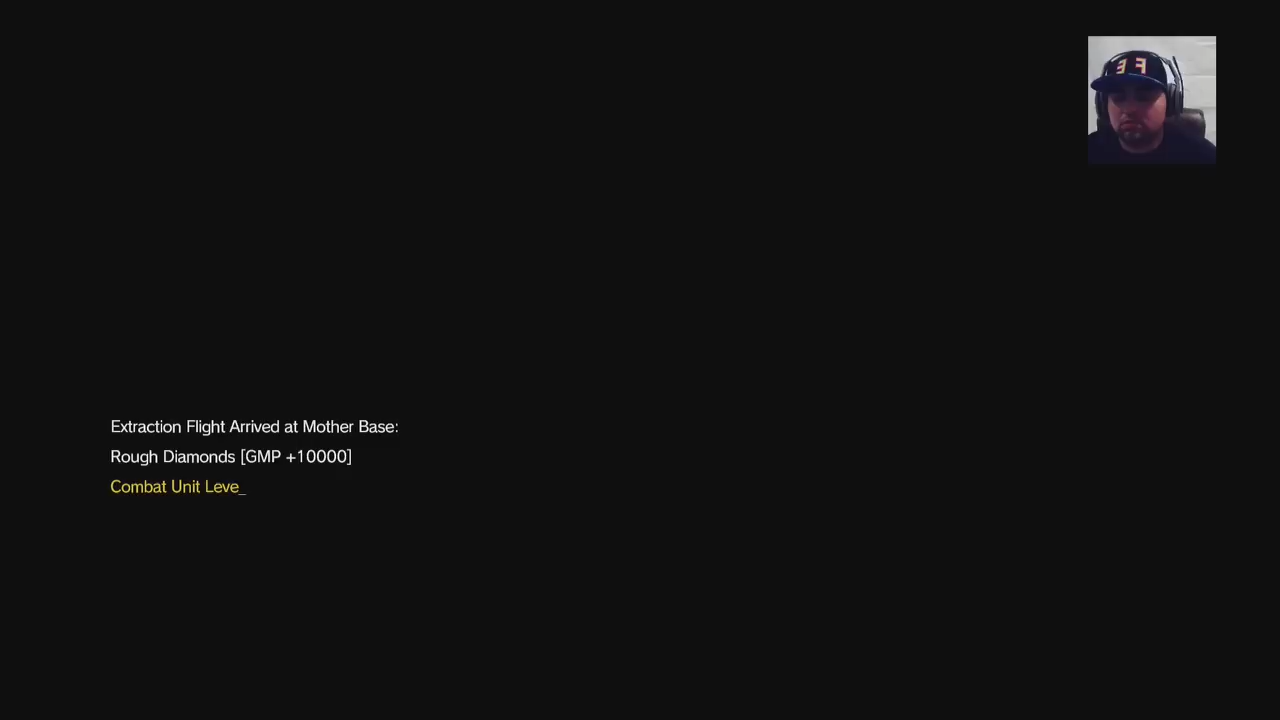 Extraction Flight Arrived at Mother Base:
Rough Diamonds [GMP +10000]
Combat Unit Leve_